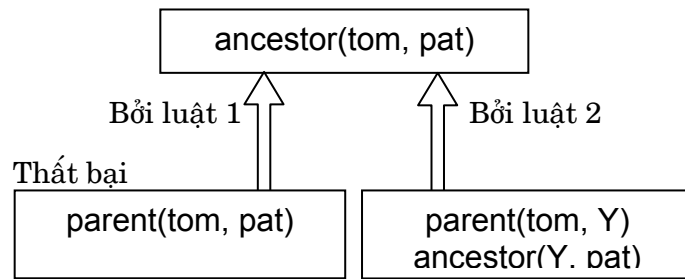 ancestor(tom, pat)
Bởi luật 1
Bởi luật 2
Thất bại
parent(tom, pat)
parent(tom, Y)
ancestor(Y, pat)